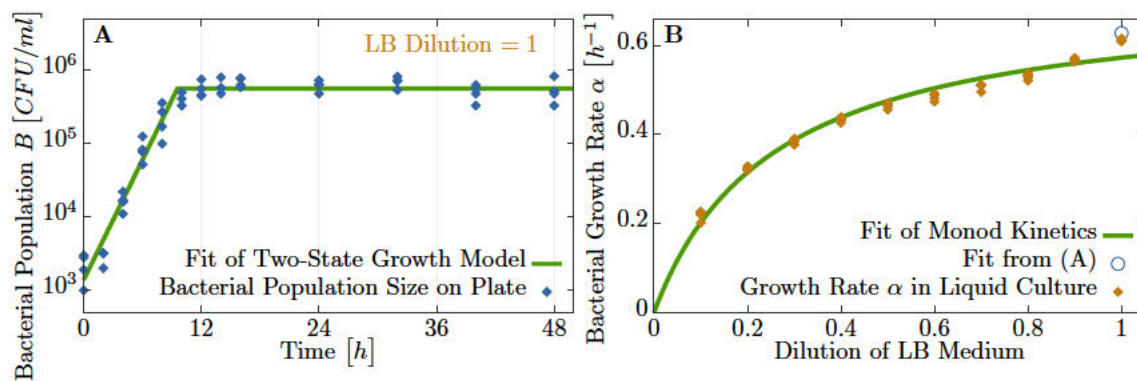 A
LB Dilution = 1
Bacterial Population B [CFU/ml]
10^6
10^5
10^4
10^3
Fit of Two-State Growth Model
Bacterial Population Size on Plate
0 12 24 36 48
Time [h]
B
Bacterial Growth Rate α [h^{-1}]
0.6
0.4
0.2
0
Fit of Monod Kinetics
Fit from (A)
Growth Rate α in Liquid Culture
0 0.2 0.4 0.6 0.8 1
Dilution of LB Medium